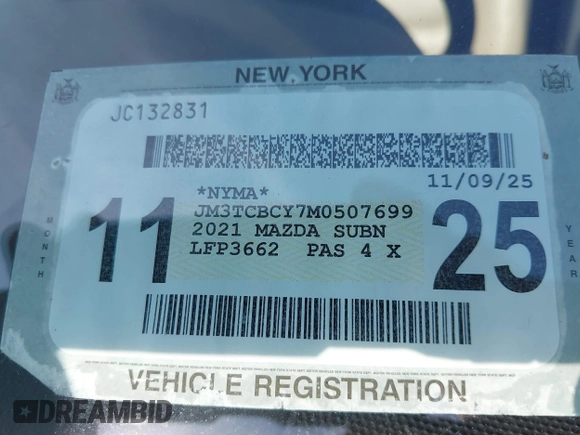 NEW YORK
JC132831
11/09/25
*NYMA*
JM3TCBCY7M0507699
2021 MAZDA SUBN
LFP3662 PAS 4 X
MONTH
11
25
YEAR
VEHICLE REGISTRATION
DREAMBID